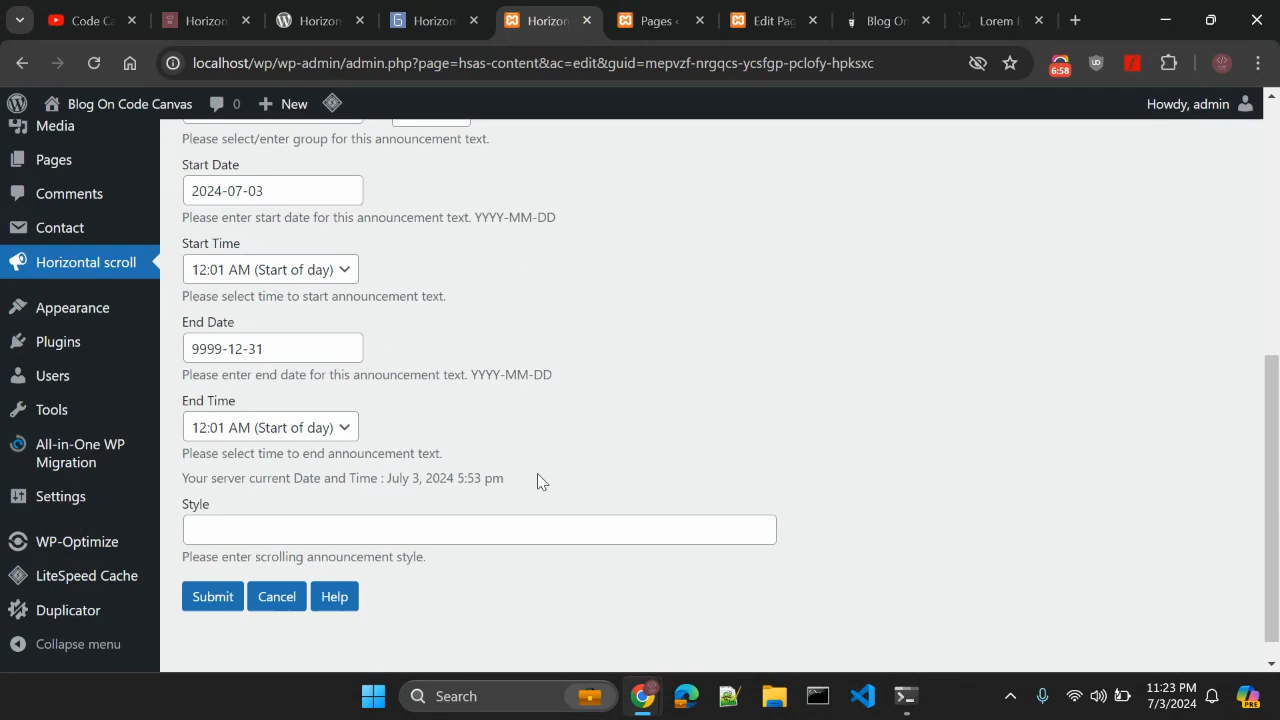 Code C
Horizon
Horizon
Horizon
Horizon
Pages
Edit Pag
Blog On
Lorem I
localhost/wp/wp-admin/admin.php?page=hsas-content&ac=edit&guid=mepvzf-nrgqcs-ycsfgp-pclofy-hpksxc
6:58
Blog On Code Canvas
0
New
Howdy, admin
Media
Pages
Comments
Contact
Horizontal scroll
Appearance
Plugins
Users
Tools
All-in-One WP
Migration
Settings
WP-Optimize
LiteSpeed Cache
Duplicator
Collapse menu
Please select/enter group for this announcement text.
Start Date
2024-07-03
Please enter start date for this announcement text. YYYY-MM-DD
Start Time
12:01 AM (Start of day)
Please select time to start announcement text.
End Date
9999-12-31
Please enter end date for this announcement text. YYYY-MM-DD
End Time
12:01 AM (Start of day)
Please select time to end announcement text.
Your server current Date and Time : July 3, 2024 5:53 pm
Style
Please enter scrolling announcement style.
Submit Cancel Help
Search
11:23 PM
7/3/2024
PRE